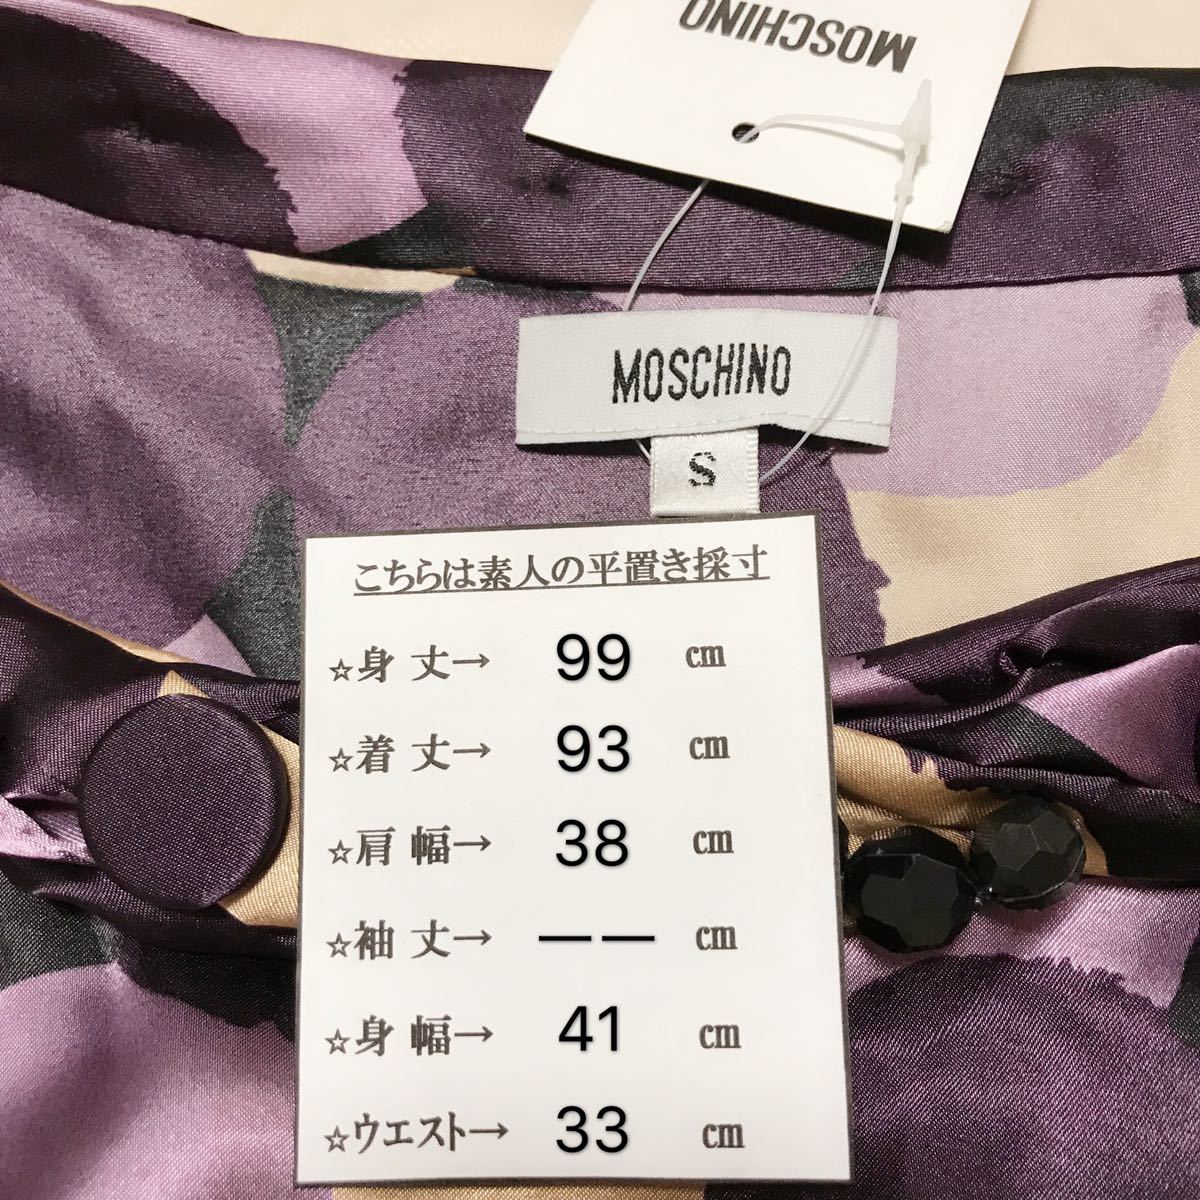 MOSCHINO
MOSCHINO
S
こちらは素人の平置き採寸
☆身 丈→ 99 ㎝
☆着 丈→ 93 ㎝
☆肩 幅→ 38 ㎝
☆袖 丈→ —— ㎝
☆身 幅→ 41 ㎝
☆ウエスト→ 33 ㎝